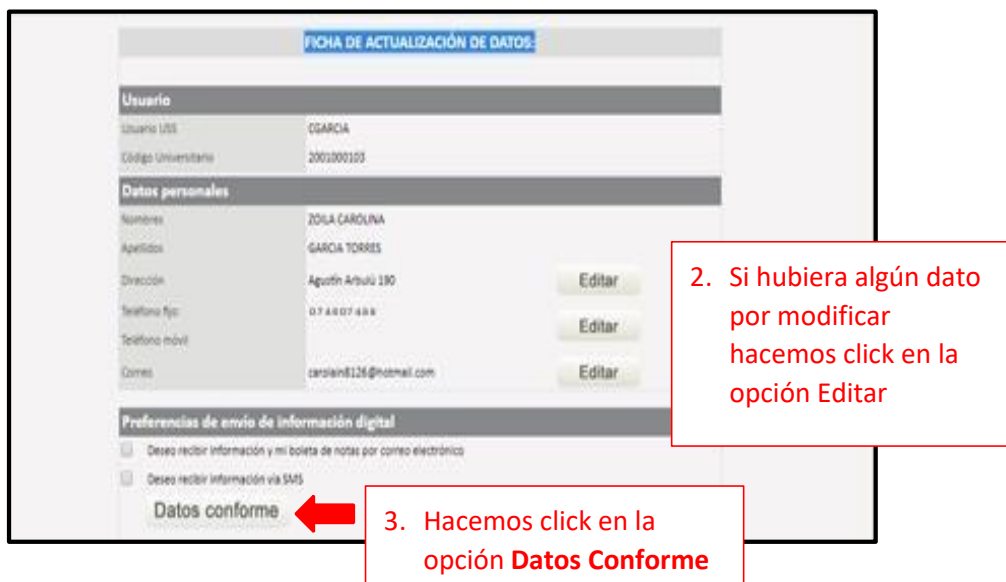 FICHA DE ACTUALIZACIÓN DE DATOS:
Usuario
Usuario USS CGARCIA
Código Universitario 2001000103
Datos personales
Nombres ZOILA CAROLINA
Apellidos GARCIA TORRES
Dirección Agustín Arbulú 190 Editar
Teléfono fijo
Editar
Teléfono móvil
Correo carolain8126@hotmail.com Editar
Preferencias de envío de información digital
Deseo recibir información y mi boleta de notas por correo electrónico
Deseo recibir información vía SMS
Datos conforme
2. Si hubiera algún dato
por modificar
hacemos click en la
opción Editar
3. Hacemos click en la
opción Datos Conforme